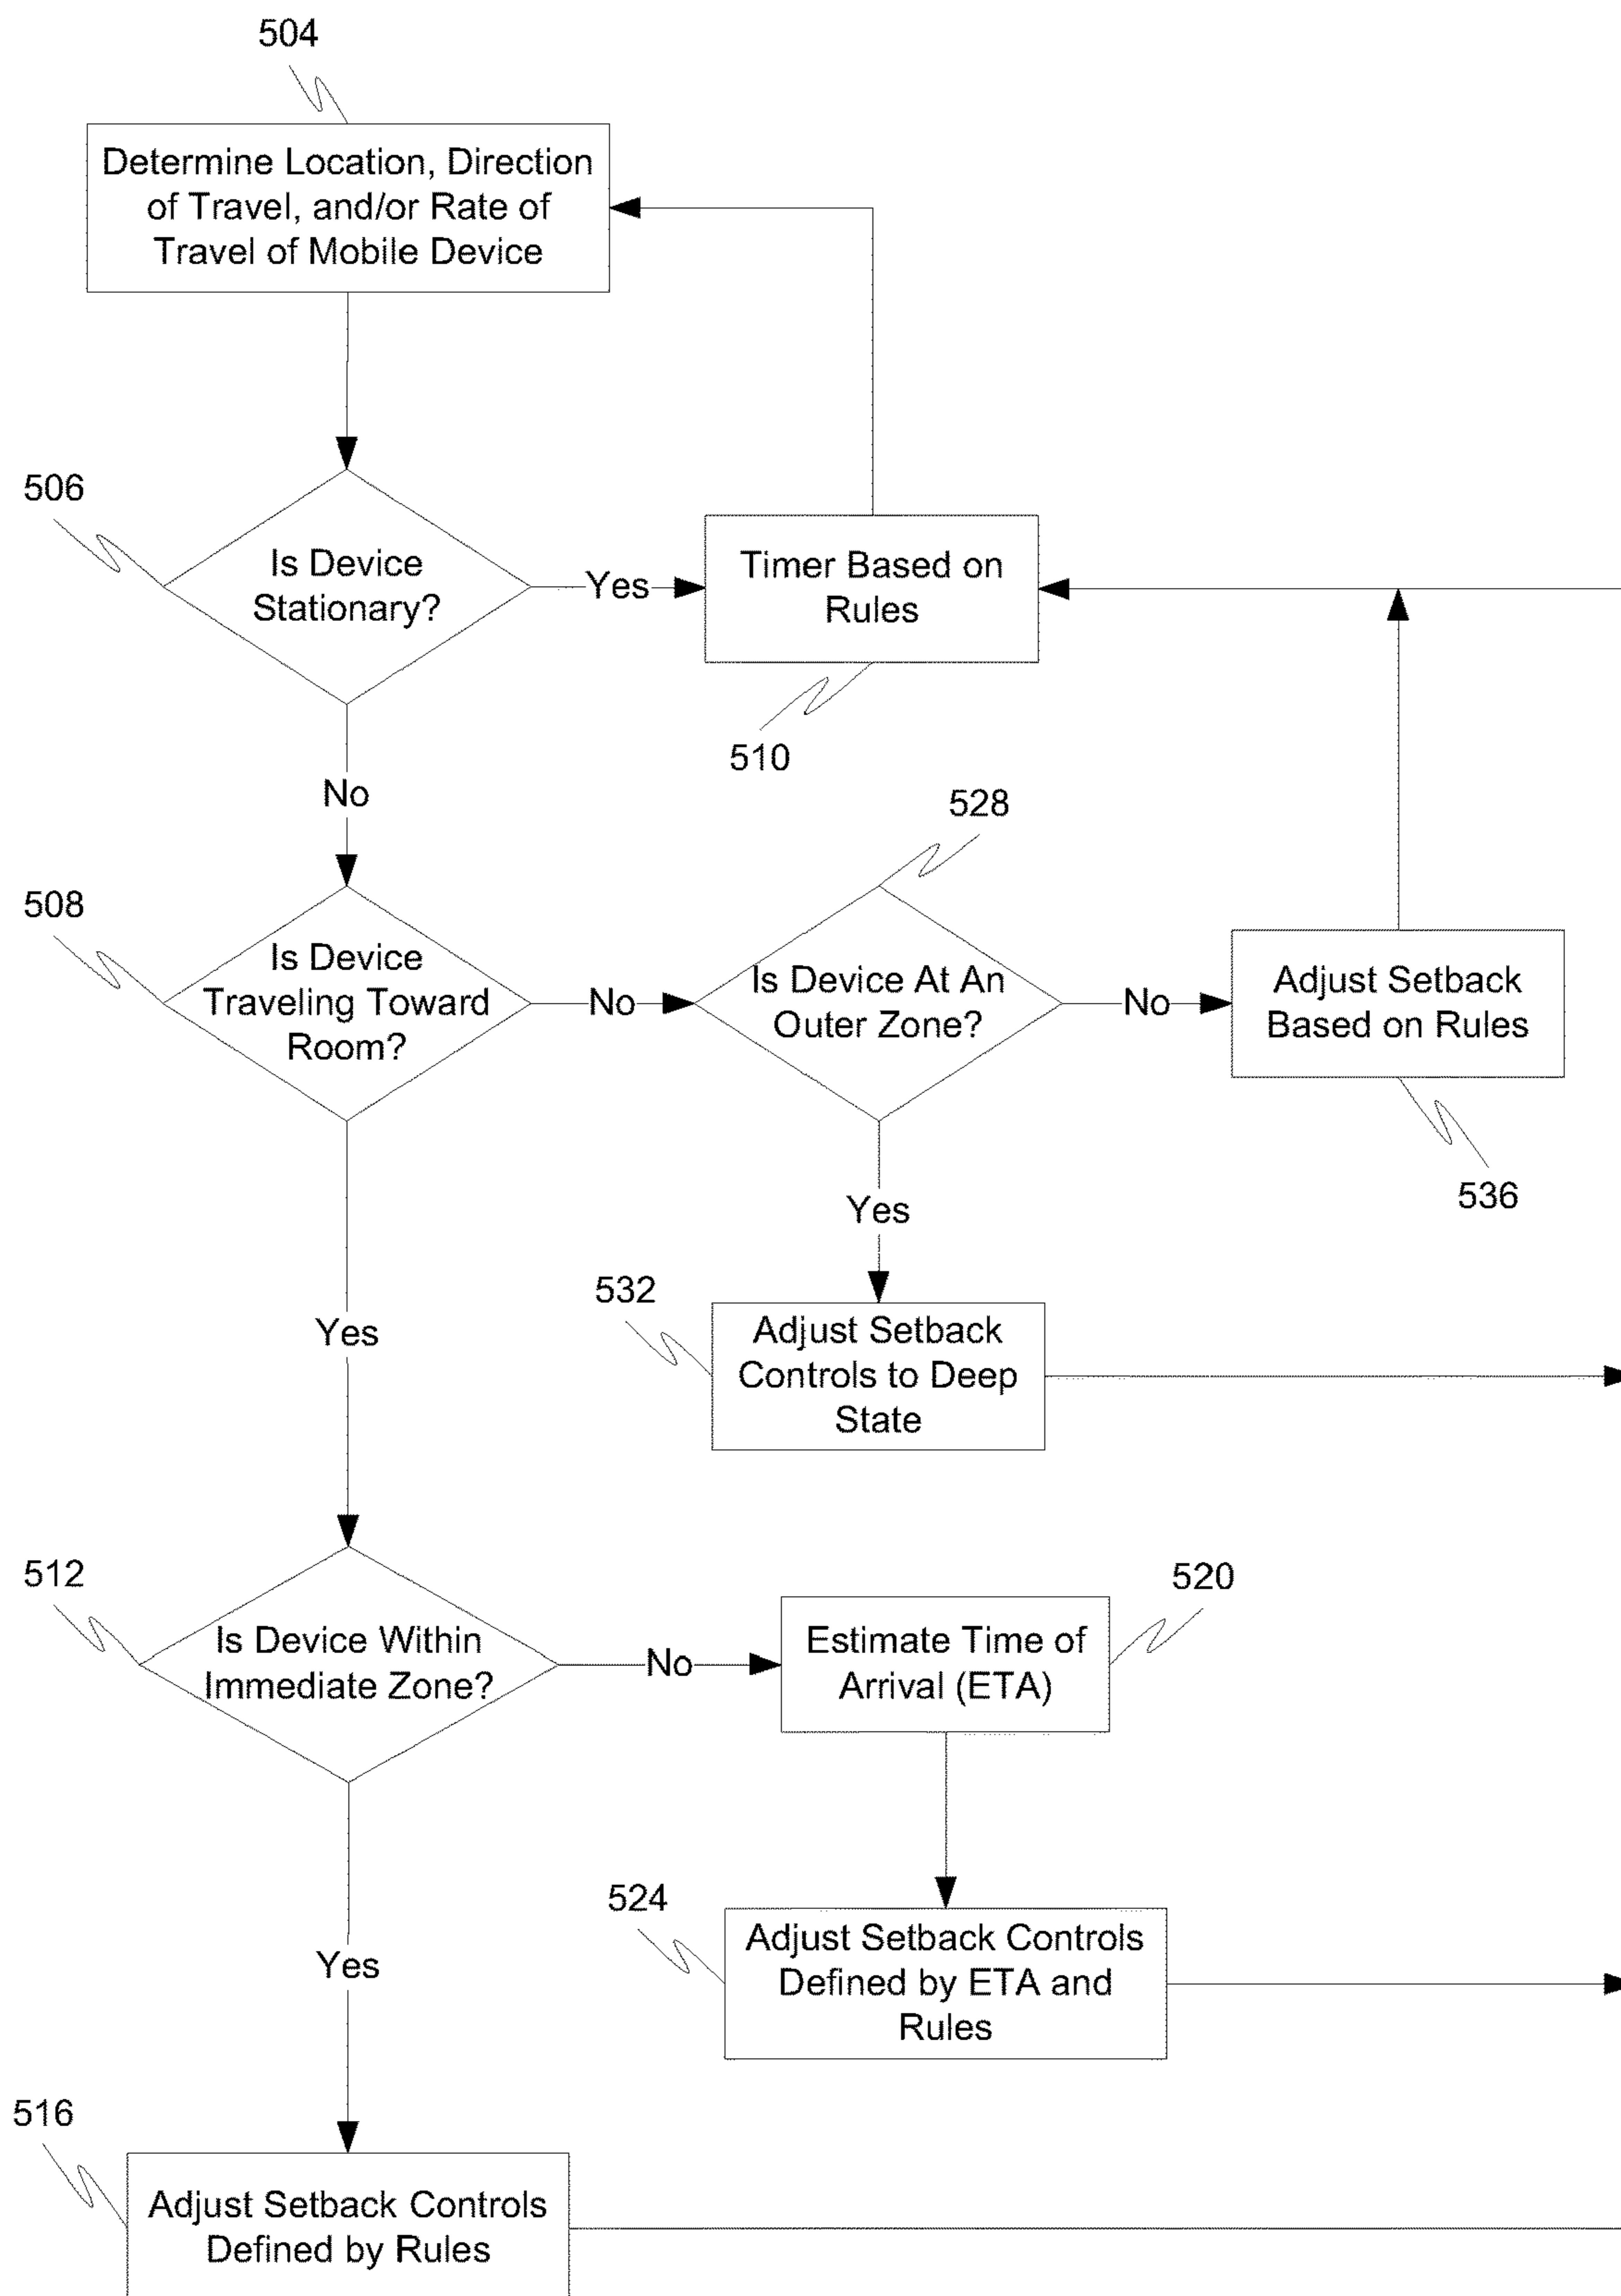 504
Determine Location, Direction
of Travel, and/or Rate of
Travel of Mobile Device
506
Is Device
Stationary?
Yes
Timer Based on
Rules
510
No
528
508
Is Device
Traveling Toward
Room?
No
Is Device At An
Outer Zone?
No
Adjust Setback
Based on Rules
536
Yes
532
Adjust Setback
Controls to Deep
State
Yes
512
Is Device Within
Immediate Zone?
No
520
Estimate Time of
Arrival (ETA)
524
Adjust Setback Controls
Defined by ETA and
Rules
Yes
516
Adjust Setback Controls
Defined by Rules